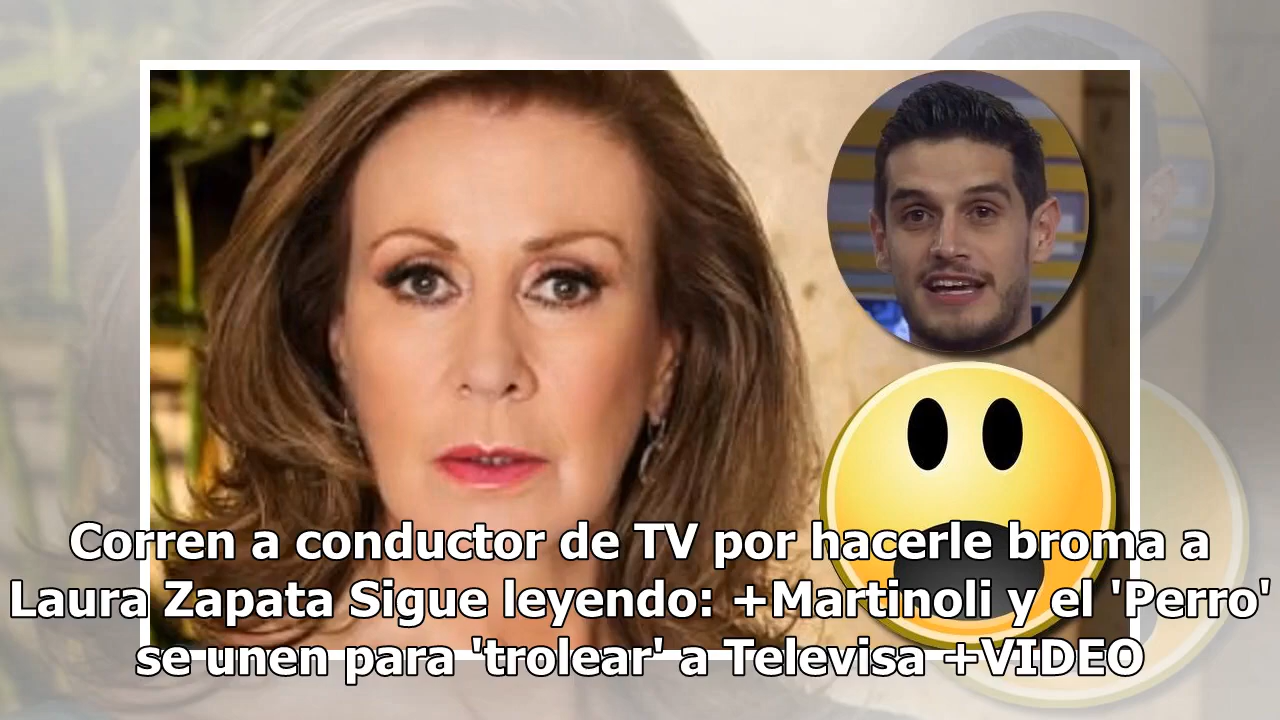 Corren a conductor de TV por hacerle broma a
Laura Zapata Sigue leyendo: +Martinoli y el 'Perro'
se unen para 'trolear' a Televisa +VIDEO